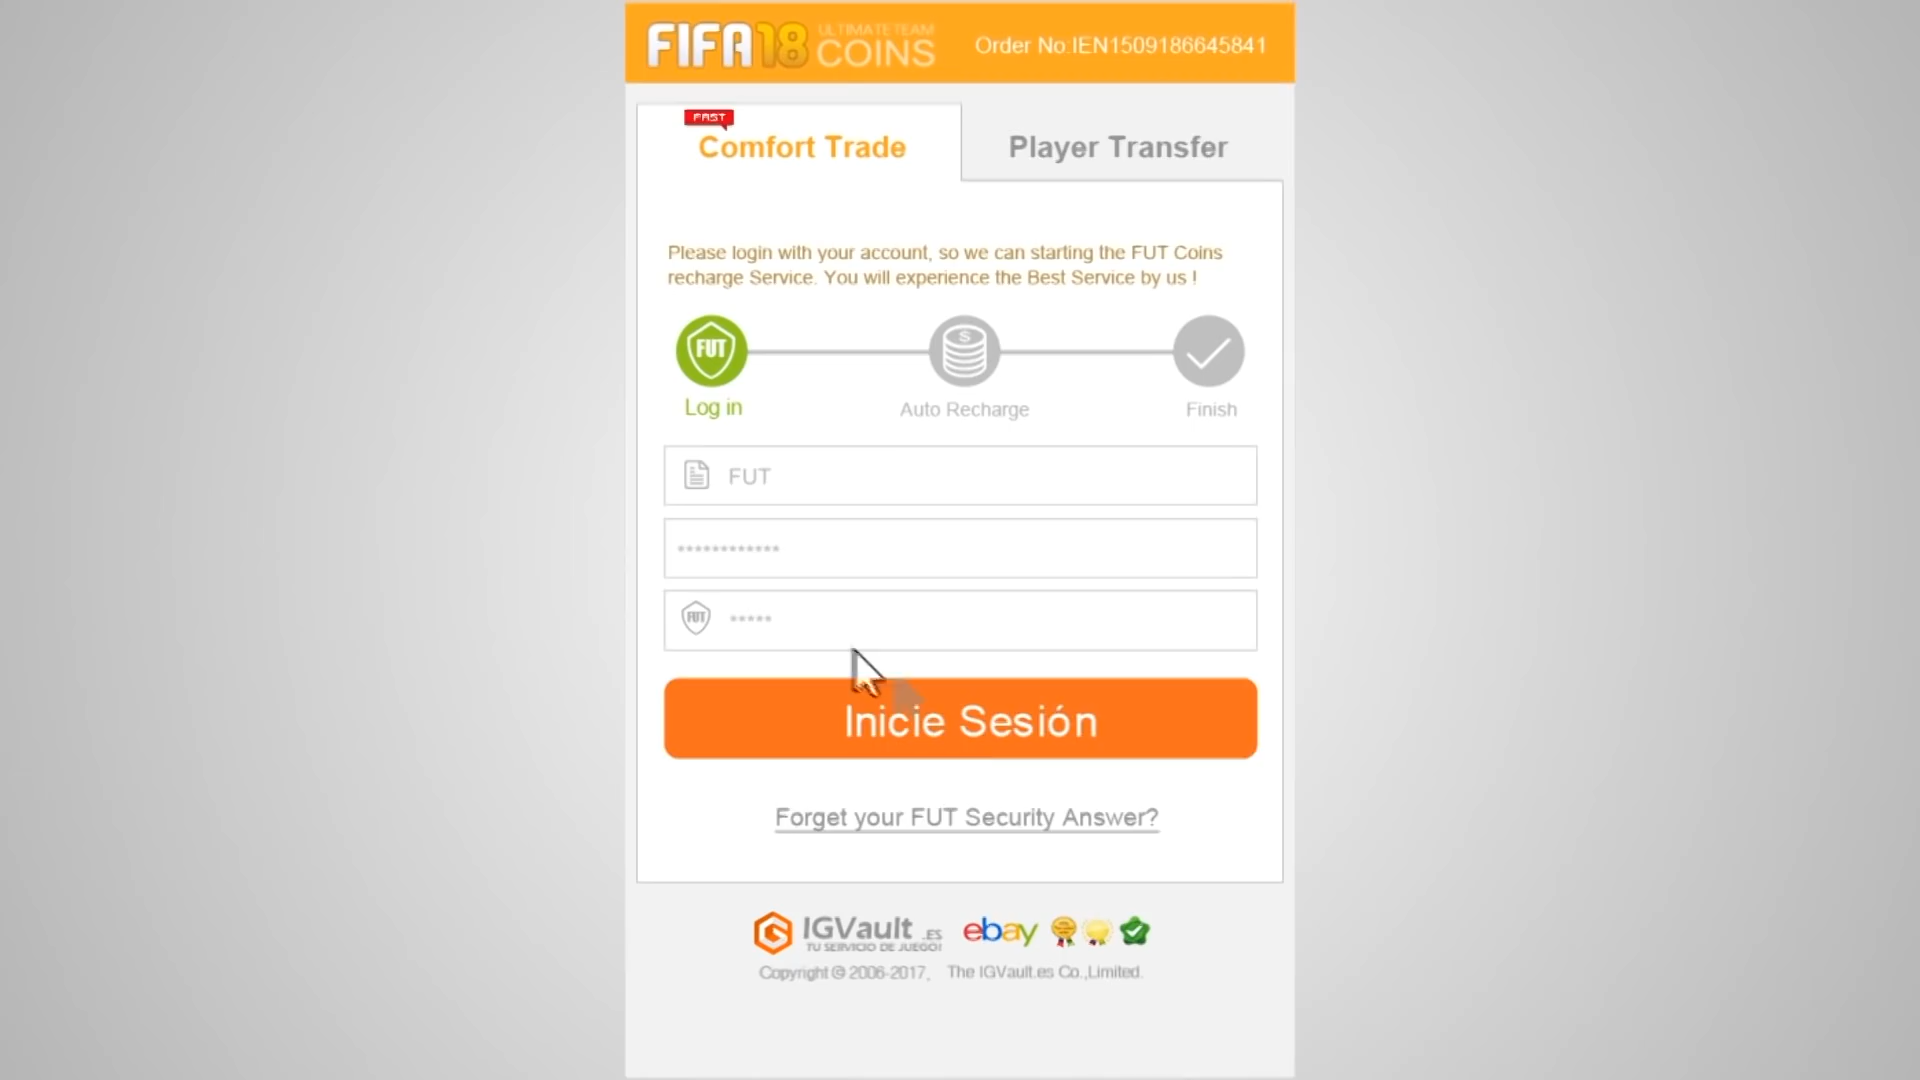 FIFA 18 ULTIMATE TEAM
COINS
Order No:IEN1509186645841
FAST
Comfort Trade
Player Transfer
Please login with your account, so we can starting the FUT Coins
recharge Service. You will experience the Best Service by us !
FUT
Log in
Auto Recharge
Finish
FUT
************
FUT *****
Inicie Sesión
Forget your FUT Security Answer?
IGVault .ES
TU SERVICIO DE JUEGO!
ebay
Copyright © 2006-2017, The IGVault.es Co.,Limited.